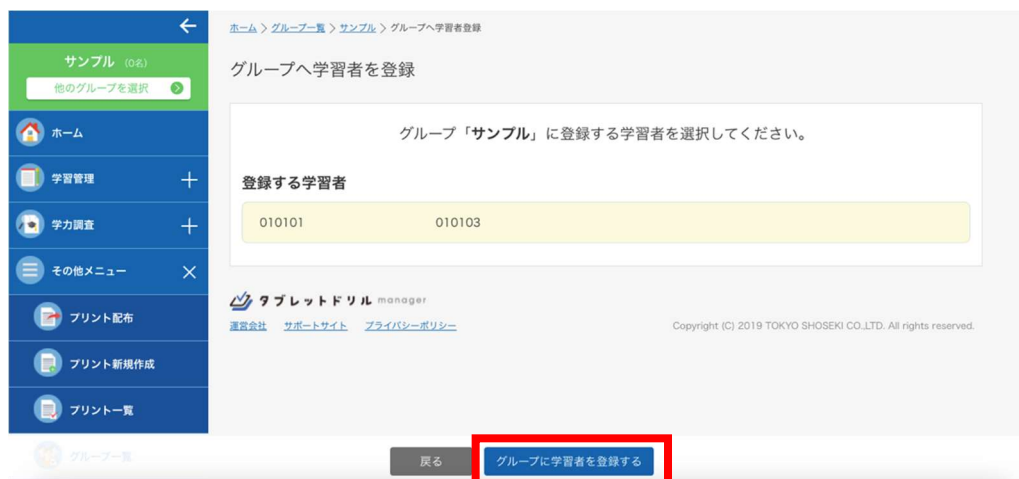 ホーム > グループ一覧 > サンプル > グループへ学習者登録
サンプル (0名)
他のグループを選択
ホーム
学習管理
学力調査
その他メニュー
プリント配布
プリント新規作成
プリント一覧
グループ一覧
グループへ学習者を登録
グループ「サンプル」に登録する学習者を選択してください。
登録する学習者
010101 010103
タブレットドリル manager
運営会社 サポートサイト プライバシーポリシー
Copyright (C) 2019 TOKYO SHOSEKI CO.,LTD. All rights reserved.
戻る グループに学習者を登録する